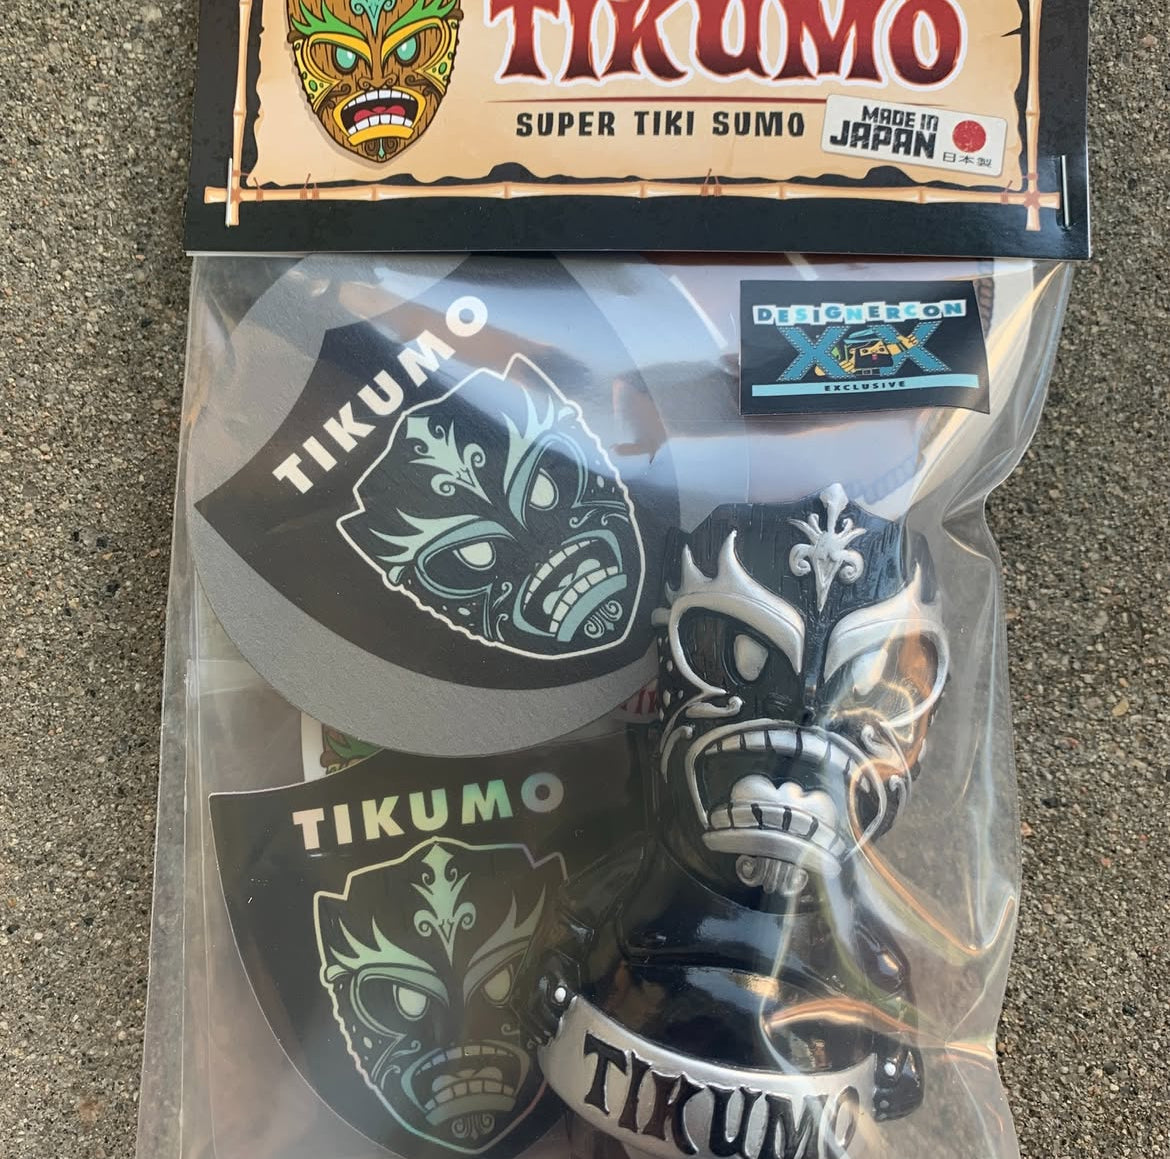 TIKUMO
SUPER TIKI SUMO
MADE IN
JAPAN
日本製
DESIGNERCON
XX
EXCLUSIVE
TIKUMO
TIKUMO
TIKUMO